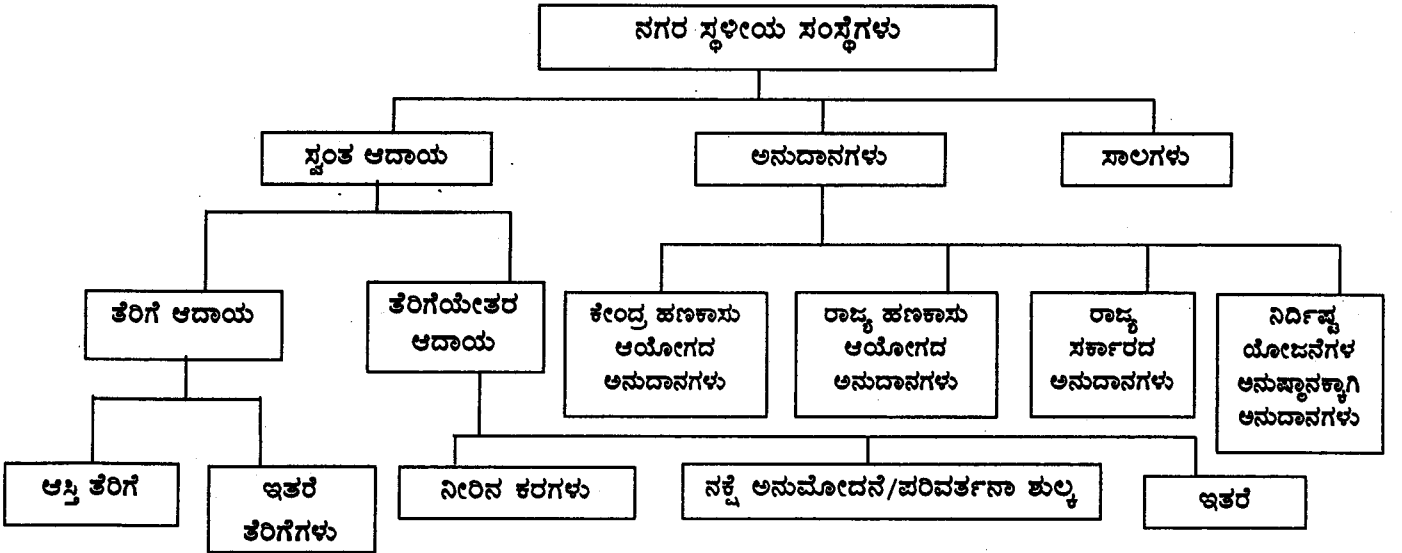 ನಗರ ಸ್ಥಳೀಯ ಸಂಸ್ಥೆಗಳು
ಸ್ವಂತ ಆದಾಯ
ಅನುದಾನಗಳು
ಸಾಲಗಳು
ತೆರಿಗೆ ಆದಾಯ
ತೆರಿಗೆಯೇತರ
ಆದಾಯ
ಕೇಂದ್ರ ಹಣಕಾಸು
ಆಯೋಗದ
ಅನುದಾನಗಳು
ರಾಜ್ಯ ಹಣಕಾಸು
ಆಯೋಗದ
ಅನುದಾನಗಳು
ರಾಜ್ಯ
ಸರ್ಕಾರದ
ಅನುದಾನಗಳು
ನಿರ್ದಿಷ್ಟ
ಯೋಜನೆಗಳ
ಅನುಷ್ಠಾನಕ್ಕಾಗಿ
ಅನುದಾನಗಳು
ಆಸ್ತಿ ತೆರಿಗೆ
ಇತರೆ
ತೆರಿಗೆಗಳು
ನೀರಿನ ಕರಗಳು
ನಕ್ಷೆ ಅನುಮೋದನೆ/ಪರಿವರ್ತನಾ ಶುಲ್ಕ
ಇತರೆ